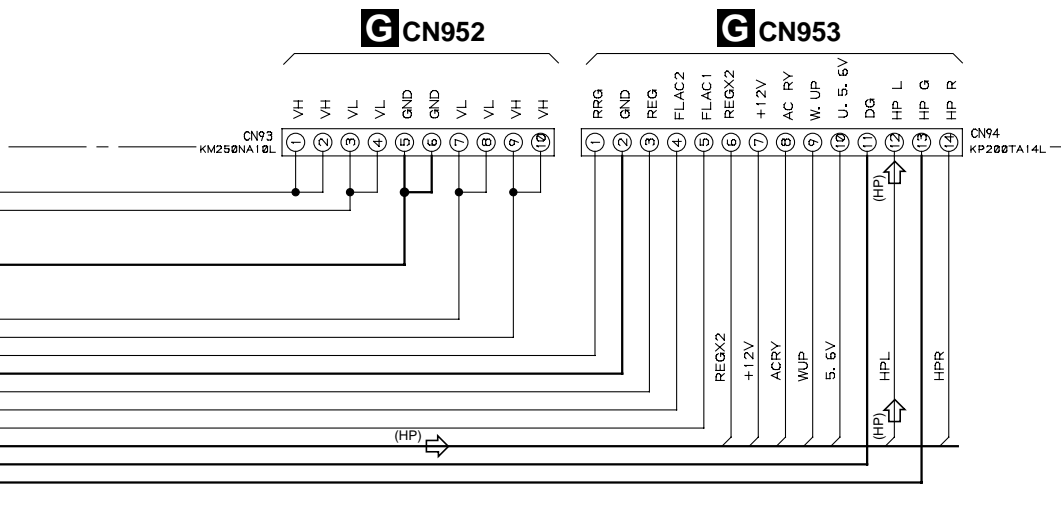 G CN952
G CN953
VH
VH
VL
VL
GND
GND
VL
VL
VH
VH
RRG
GND
REG
FLAC2
FLAC1
REGX2
+12V
AC RY
W. UP
U. 5. 6V
DG
HP L
HP G
HP R
CN93
KM250NA10L
1 2 3 4 5 6 7 8 9 10
1 2 3 4 5 6 7 8 9 10 11 12 13 14
CN94
KP200TA14L
(HP)
REGX2
+12V
ACRY
WUP
5. 6V
HPL
HPR
(HP)
(HP)